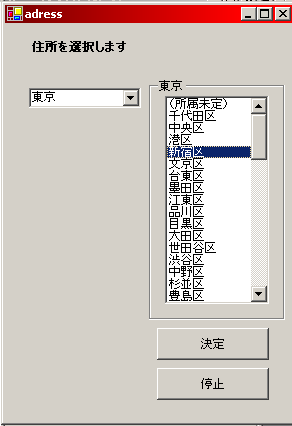 adress
住所を選択します
東京
東京
(所属未定)
千代田区
中央区
港区
新宿区
文京区
台東区
墨田区
江東区
品川区
目黒区
大田区
世田谷区
渋谷区
中野区
杉並区
豊島区
決定
停止